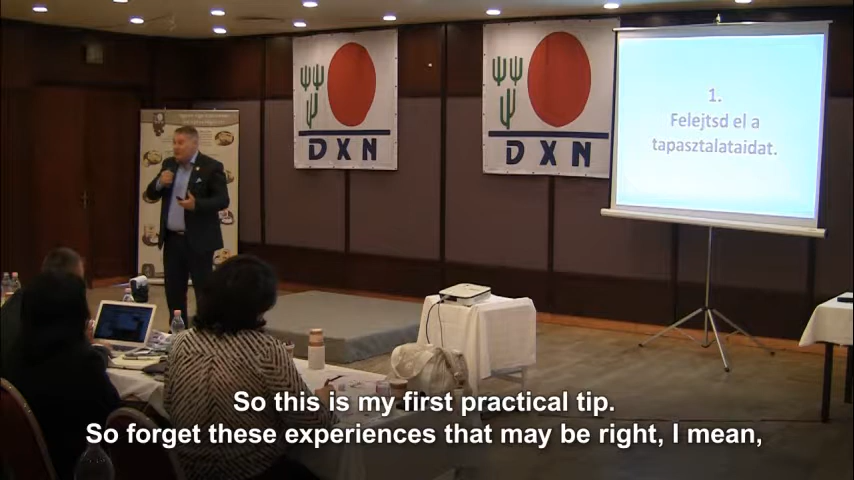 DXN
DXN
1.
Felejtsd el a
tapasztalataidat.
So this is my first practical tip.
So forget these experiences that may be right, I mean,